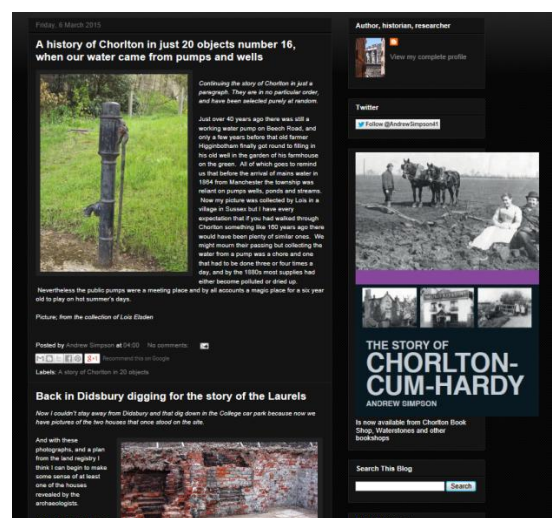 Friday, 6 March 2015
A history of Chorlton in just 20 objects number 16,
when our water came from pumps and wells
Continuing the story of Chorlton in just a
paragraph. They are in no particular order,
and have been selected purely at random.
Just over 40 years ago there was still a
working water pump on Beech Road, and
only a few years before that old farmer
Higginbotham finally got round to filling in
his old well in the garden of his farmhouse
on the green. All of which goes to remind
us that before the arrival of mains water in
1864 from Manchester the township was
reliant on pumps wells, ponds and streams.
Now my picture was collected by Lois in a
village in Sussex but I have every
expectation that if you had walked through
Chorlton something like 160 years ago there
would have been plenty of similar ones. We
might mourn their passing but collecting the
water from a pump was a chore and one
that had to be done three or four times a
day, and by the 1880s most supplies had
either become polluted or dried up.
Nevertheless the public pumps were a meeting place and by all accounts a magic place for a six year
old to play on hot summer's days.
Picture; from the collection of Lois Elsden
Posted by Andrew Simpson at 04:00 No comments:
Recommend this on Google
Labels: A story of Chorlton in 20 objects
Back in Didsbury digging for the story of the Laurels
Now I couldn't stay away from Didsbury and that dig down in the College car park because now we
have pictures of the two houses that once stood on the site.
And with these
photographs, and a plan
from the land registry I
think I can begin to make
some sense of at least
one of the houses
revealed by the
archaeologists.
Author, historian, researcher
View my complete profile
Twitter
Follow @AndrewSimpson41
THE STORY OF
CHORLTON-
CUM-HARDY
ANDREW SIMPSON
Is now available from Chorlton Book
Shop, Waterstones and other
bookshops
Search This Blog
Search